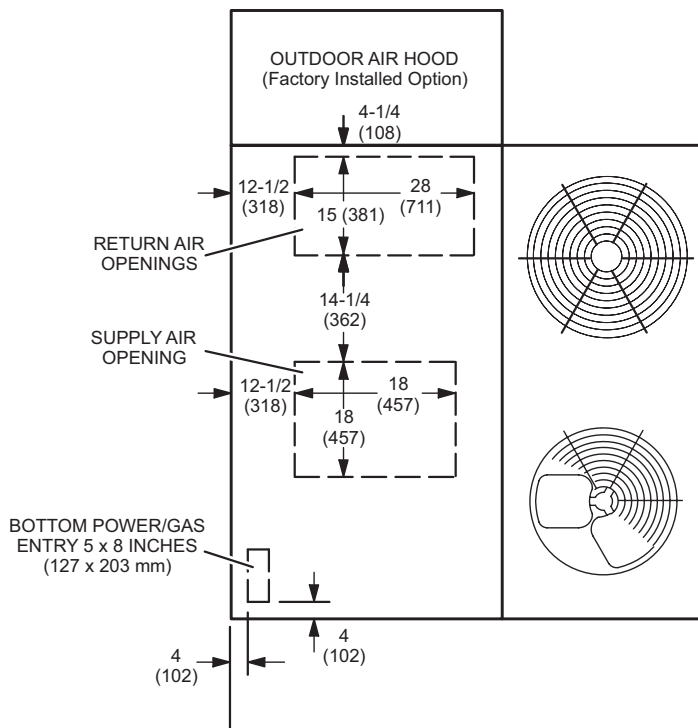 OUTDOOR AIR HOOD
(Factory Installed Option)
4-1/4
(108)
12-1/2
(318)
28
(711)
15 (381)
RETURN AIR
OPENINGS
14-1/4
(362)
SUPPLY AIR
OPENING
12-1/2
(318)
18
(457)
18
(457)
BOTTOM POWER/GAS
ENTRY 5 x 8 INCHES
(127 x 203 mm)
4
(102)
4
(102)